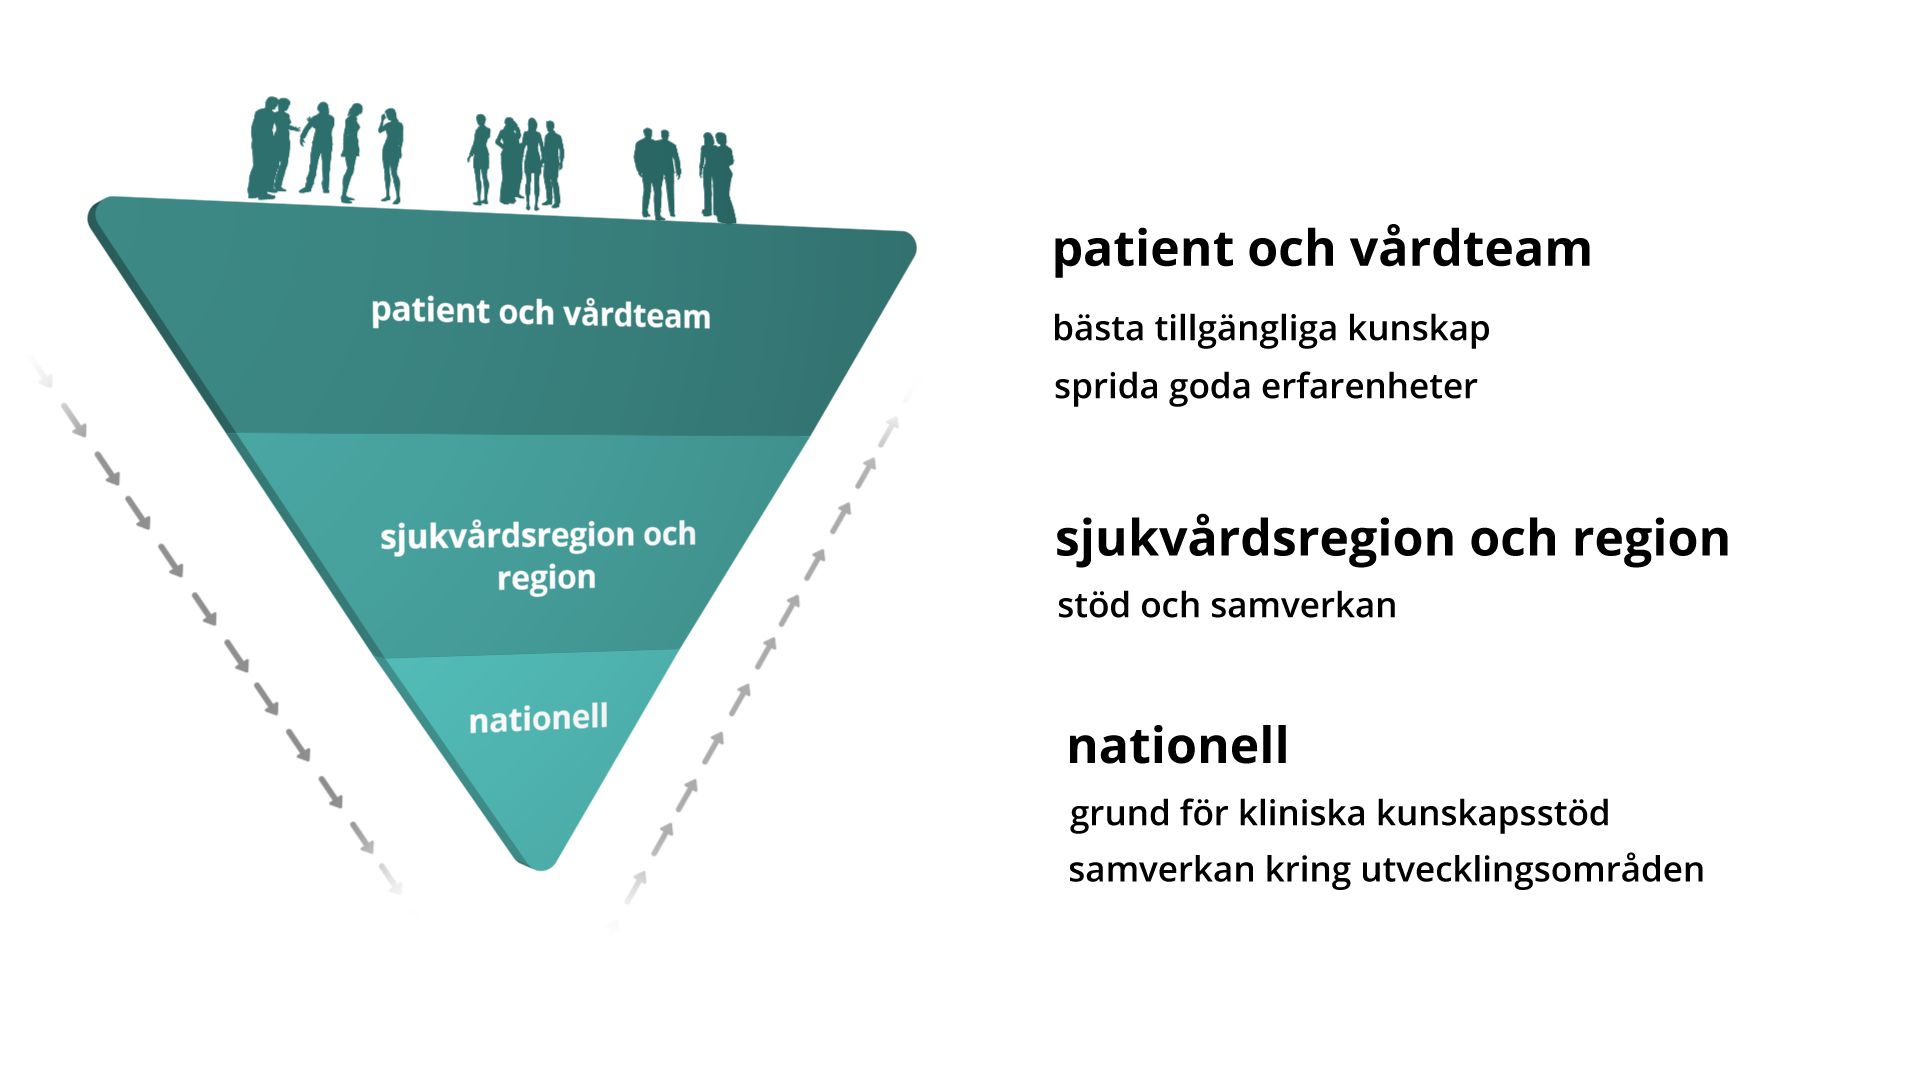 patient och vårdteam
sjukvårdsregion och
region
nationell
patient och vårdteam
bästa tillgängliga kunskap
sprida goda erfarenheter
sjukvårdsregion och region
stöd och samverkan
nationell
grund för kliniska kunskapsstöd
samverkan kring utvecklingsområden